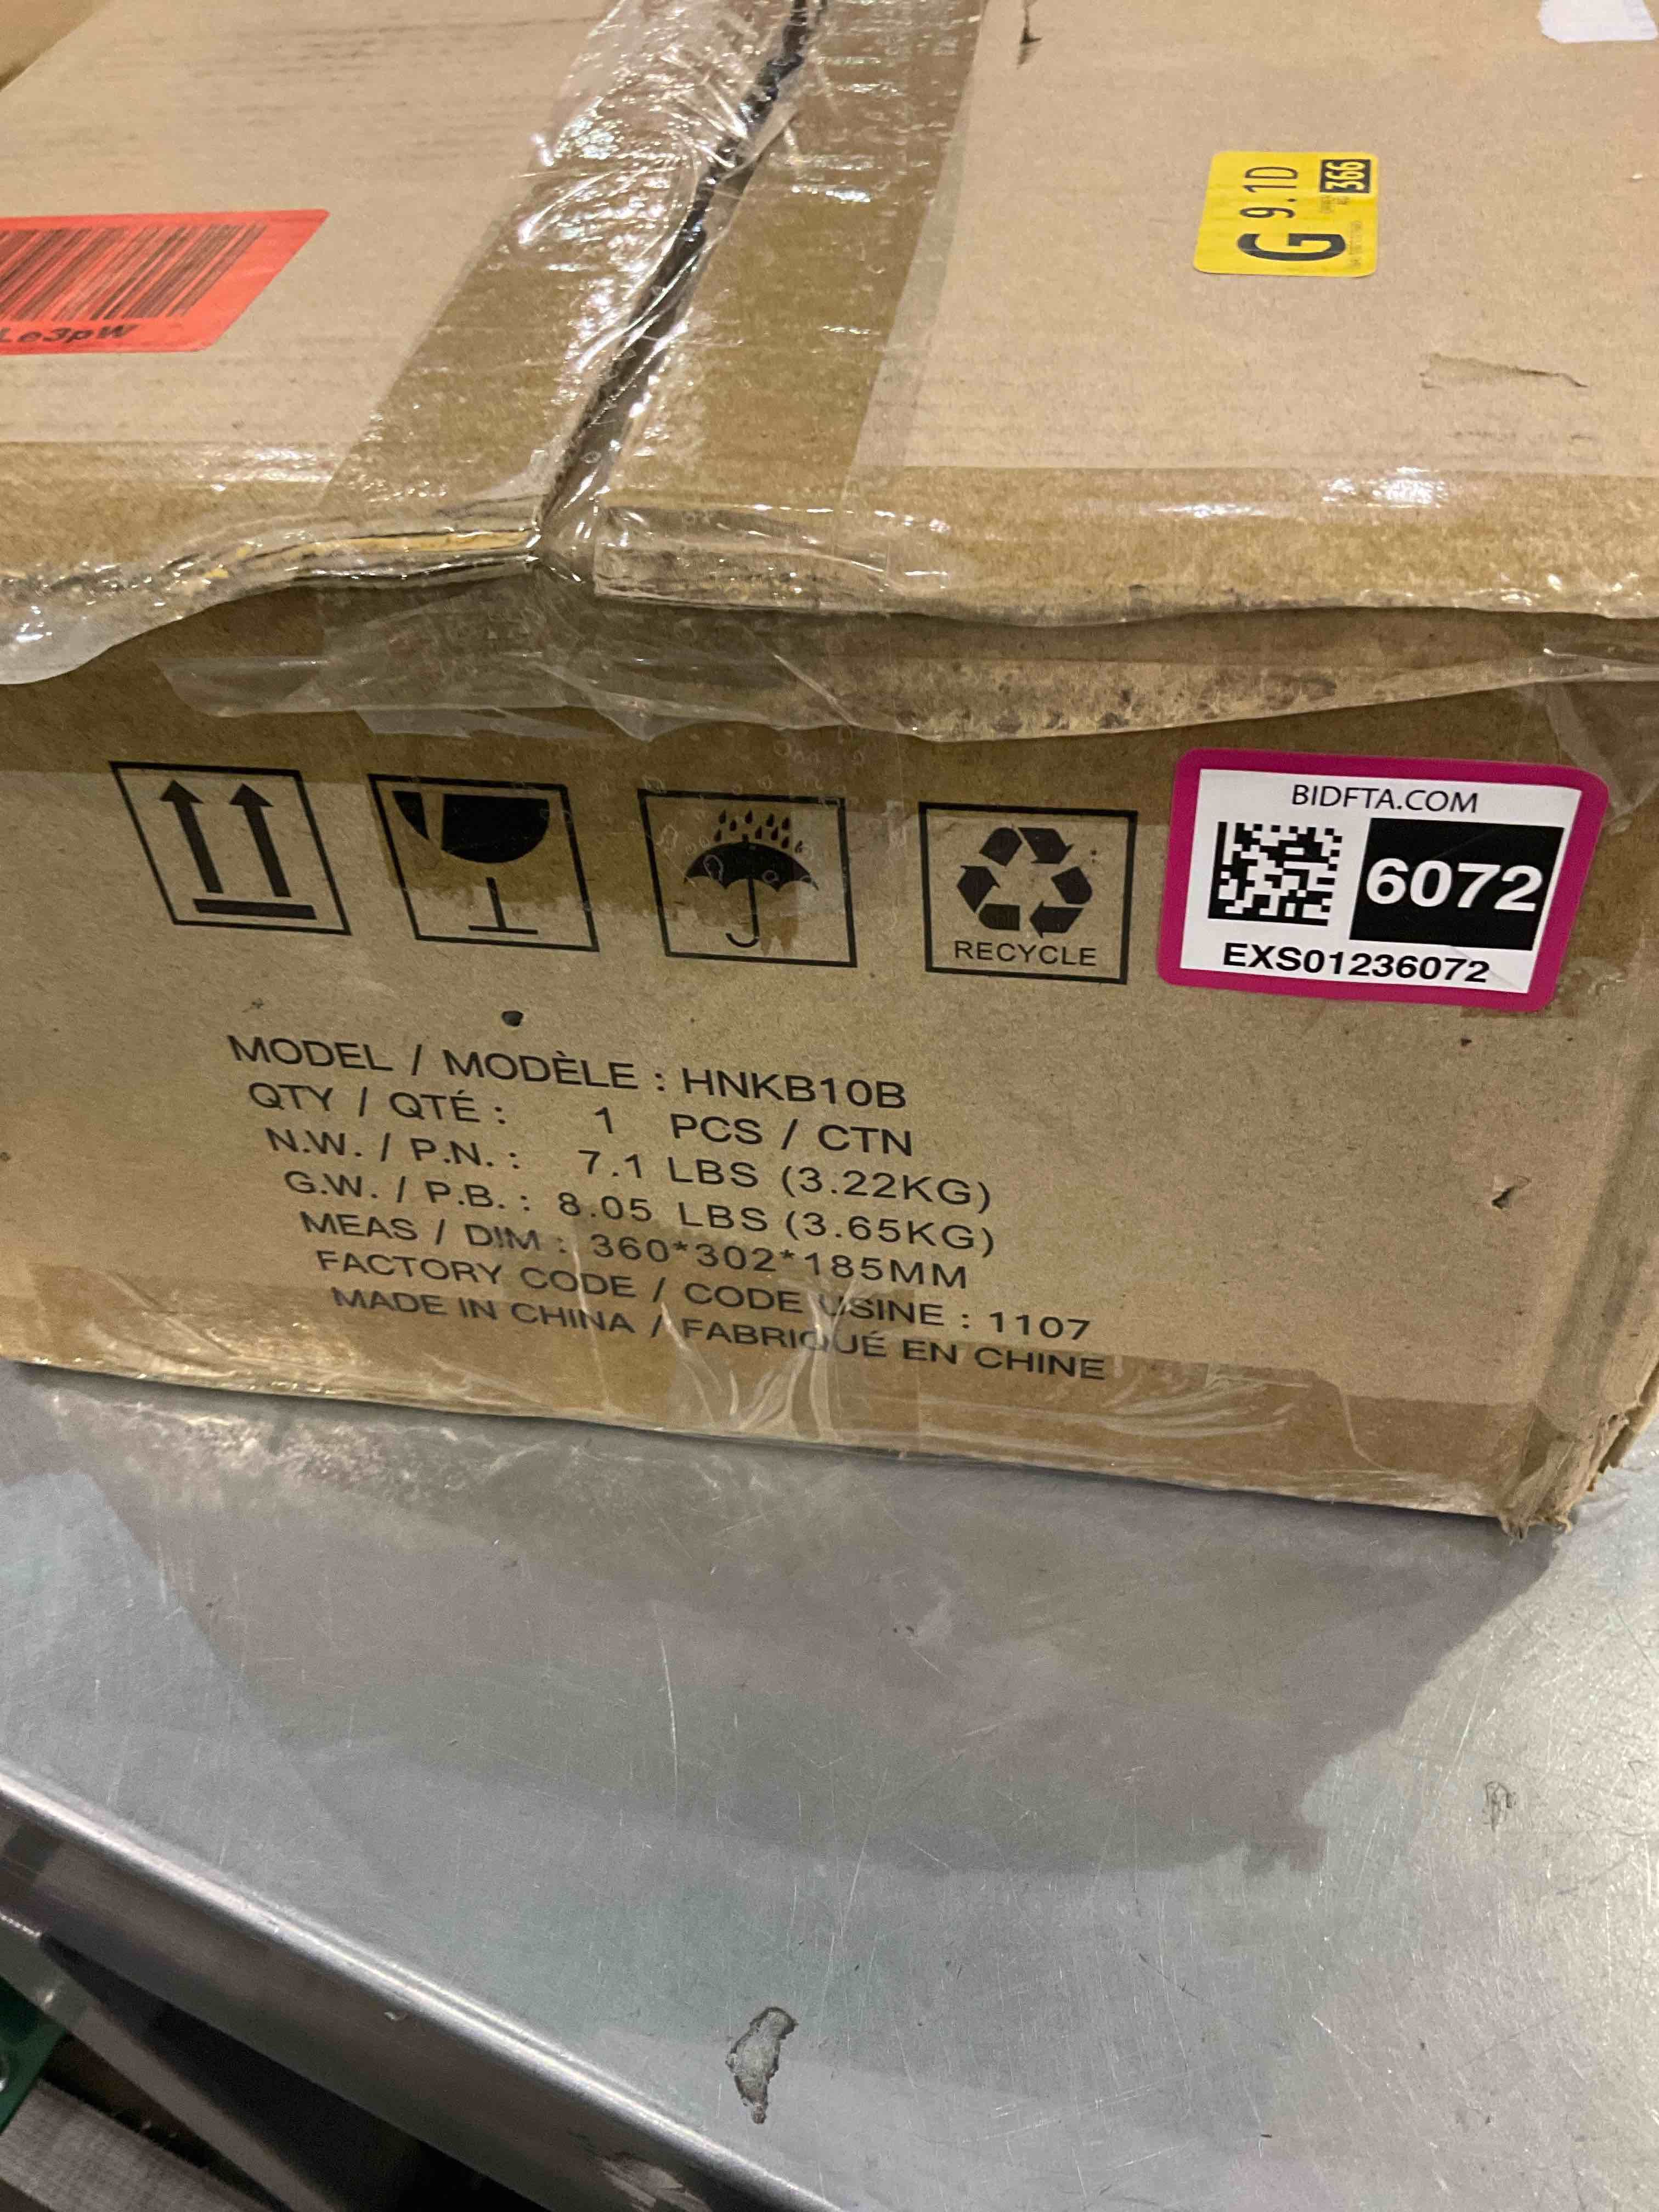 G 9.1D
366
Le3pW
BIDFTA.COM
6072
EXS01236072
RECYCLE
MODEL / MODÈLE : HNKB10B
QTY / QTÉ : 1 PCS / CTN
N.W. / P.N. : 7.1 LBS (3.22KG)
G.W. / P.B. : 8.05 LBS (3.65KG)
MEAS / DIM : 360*302*185MM
FACTORY CODE / CODE USINE : 1107
MADE IN CHINA / FABRIQUÉ EN CHINE